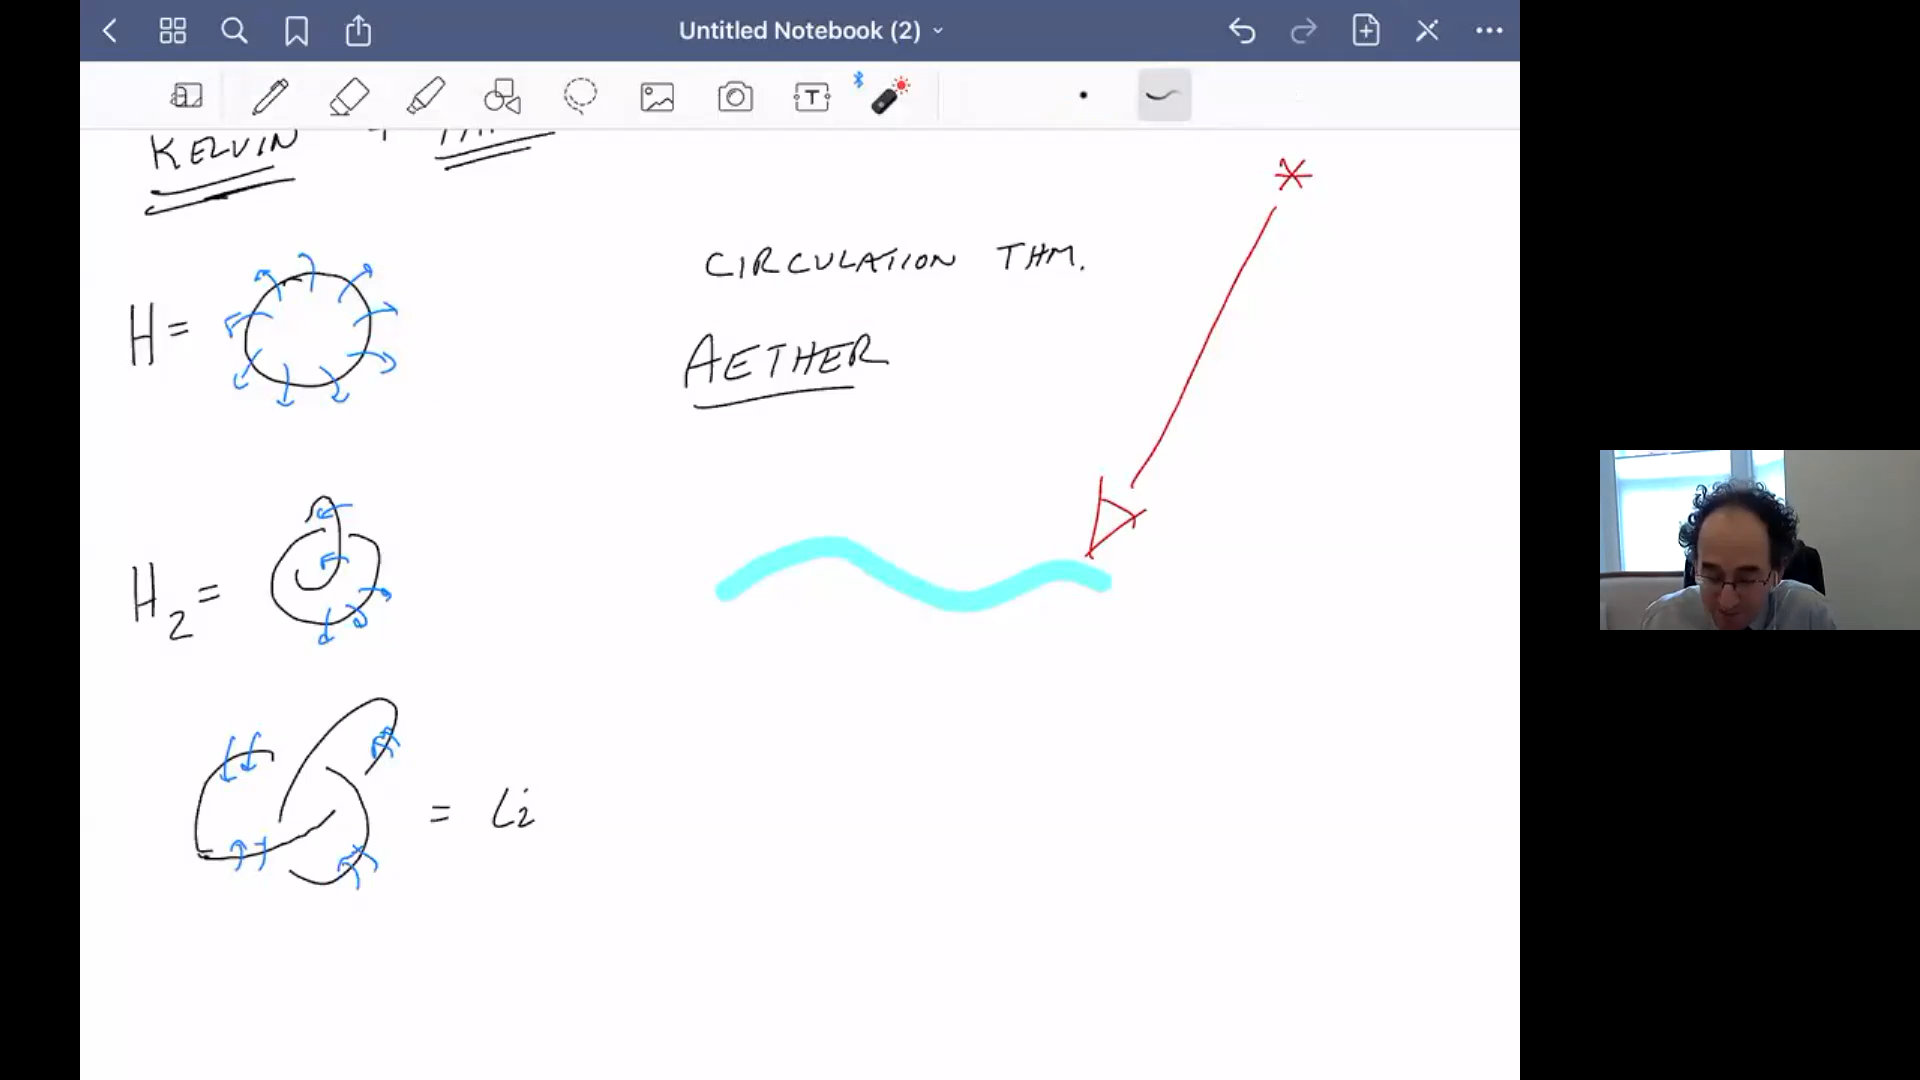 Untitled Notebook (2)
T
KELVIN +
CIRCULATION THM.
H =
AETHER
H2 =
= Li